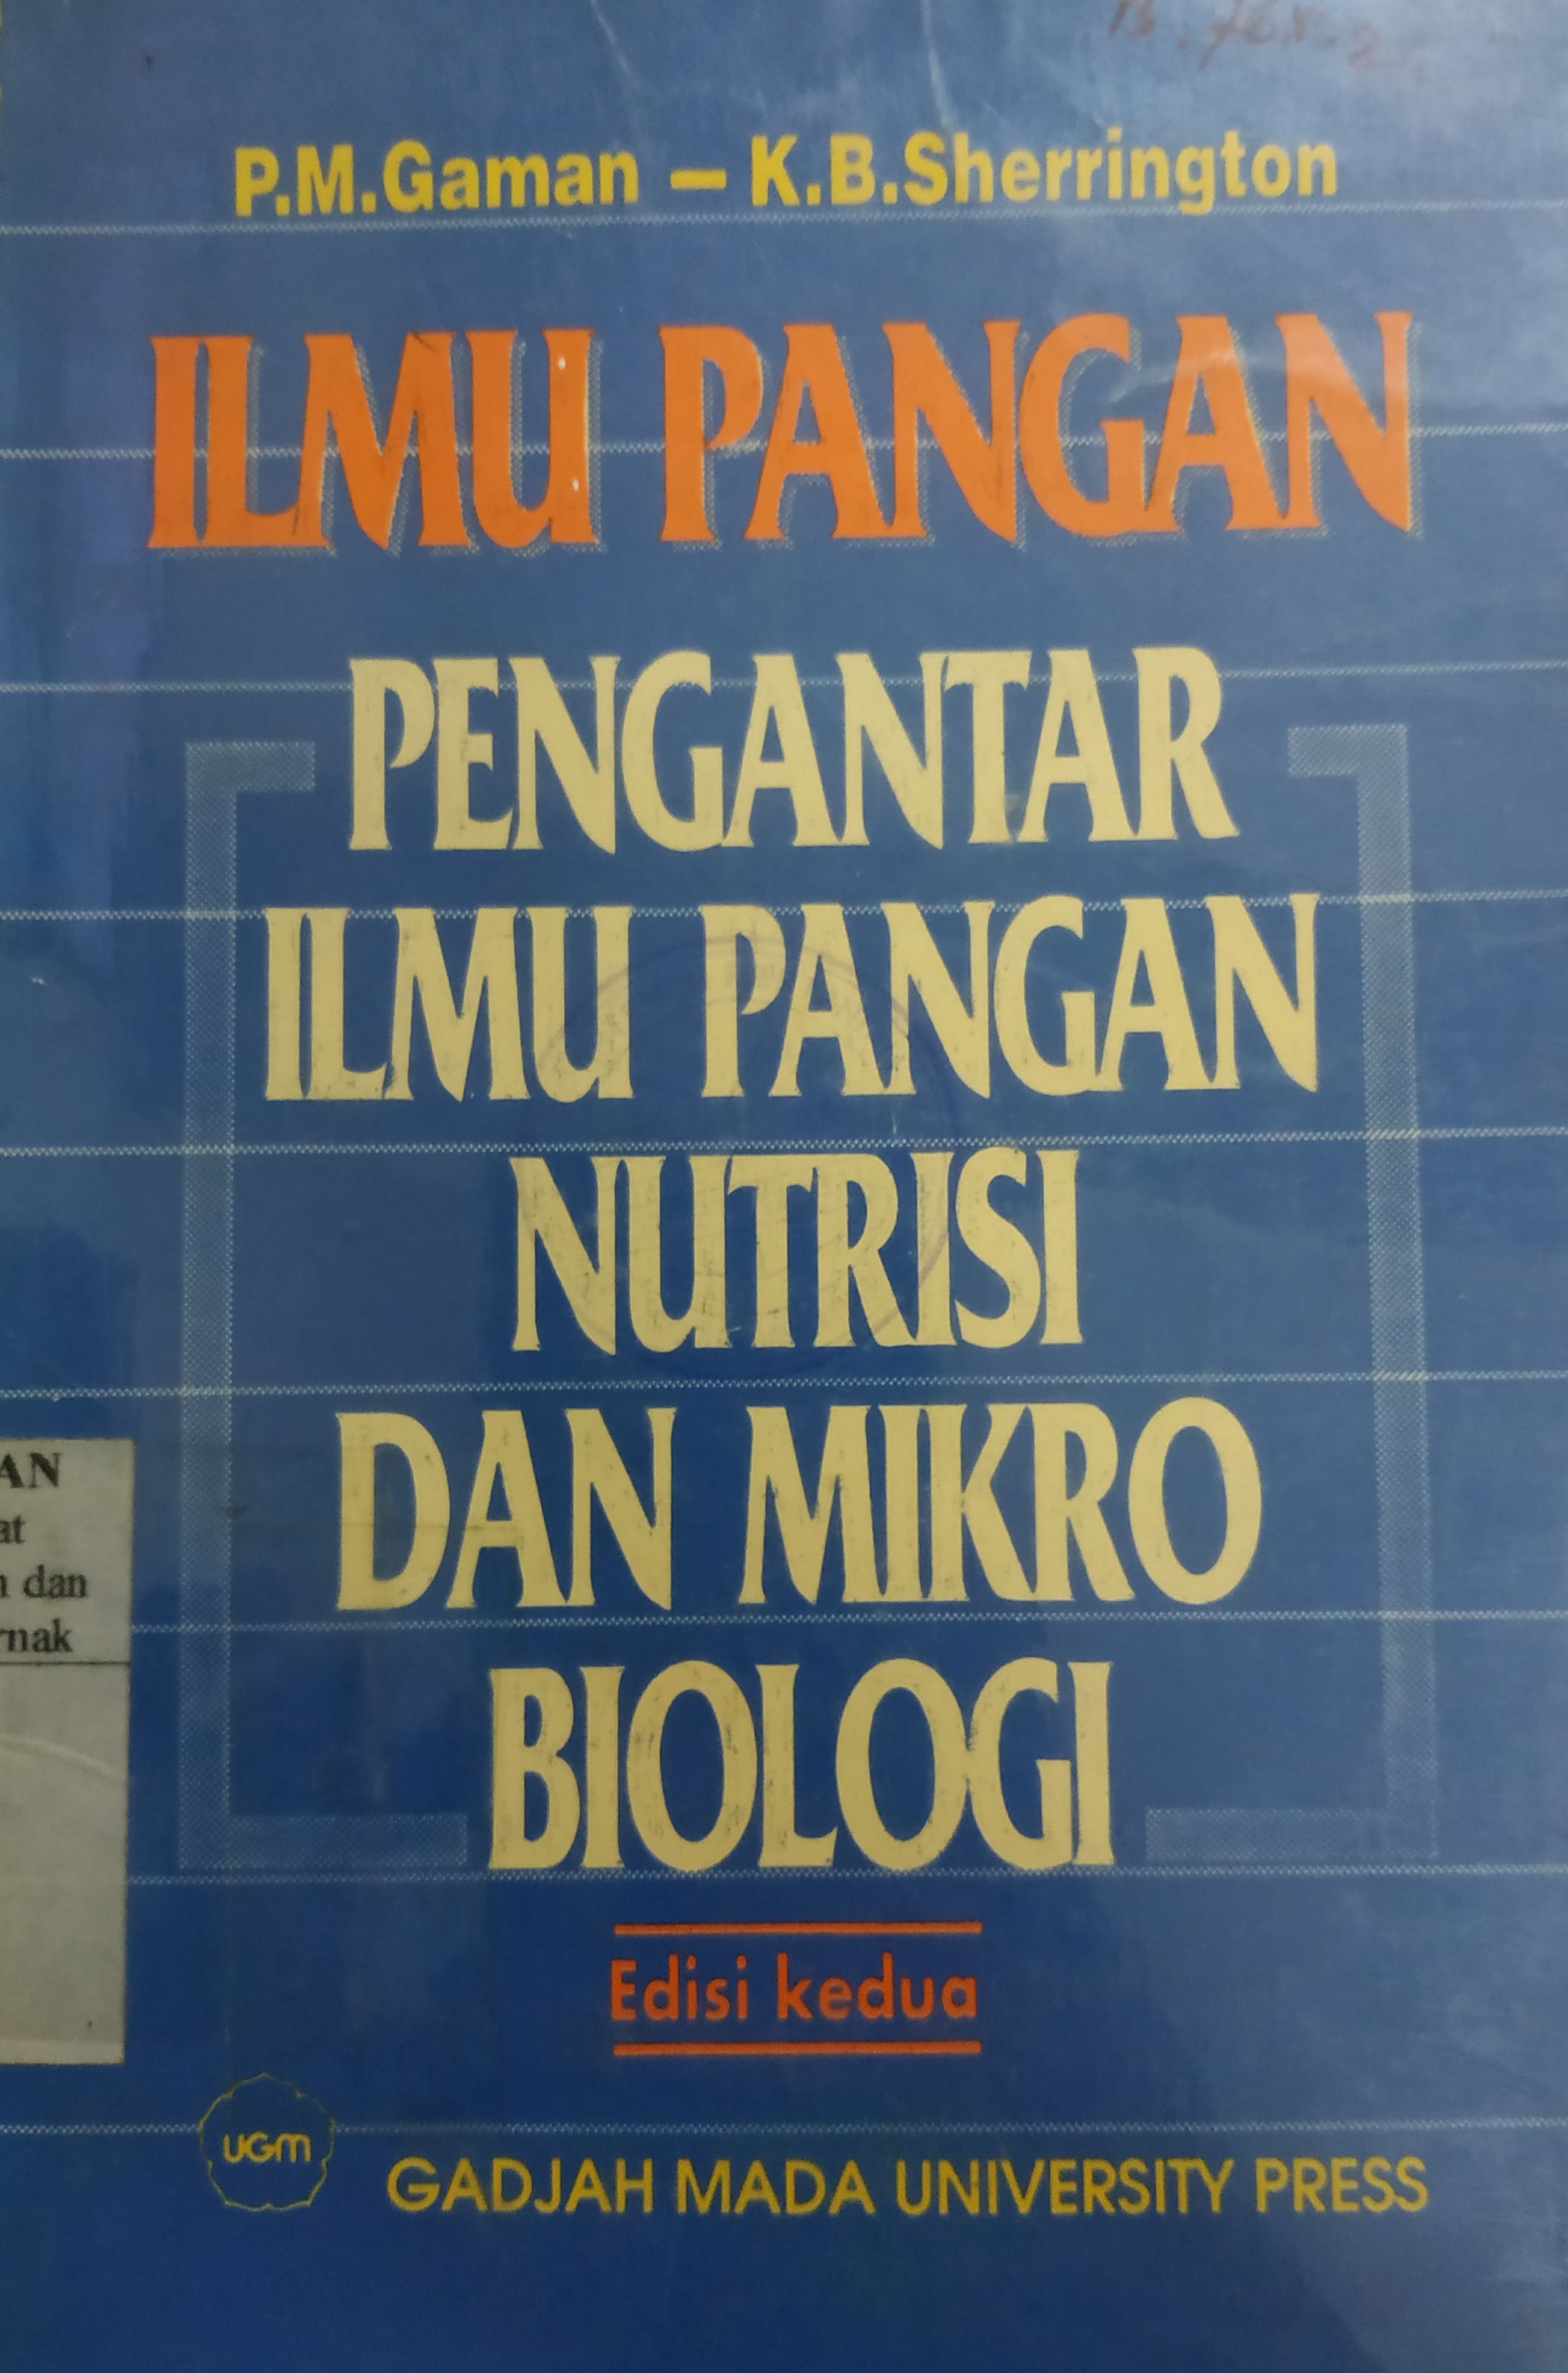 P.M.Gaman – K.B.Sherrington
ILMU PANGAN
PENGANTAR
ILMU PANGAN
NUTRISI
DAN MIKRO
BIOLOGI
AN
at
dan
rnak
Edisi kedua
UGM
GADJAH MADA UNIVERSITY PRESS